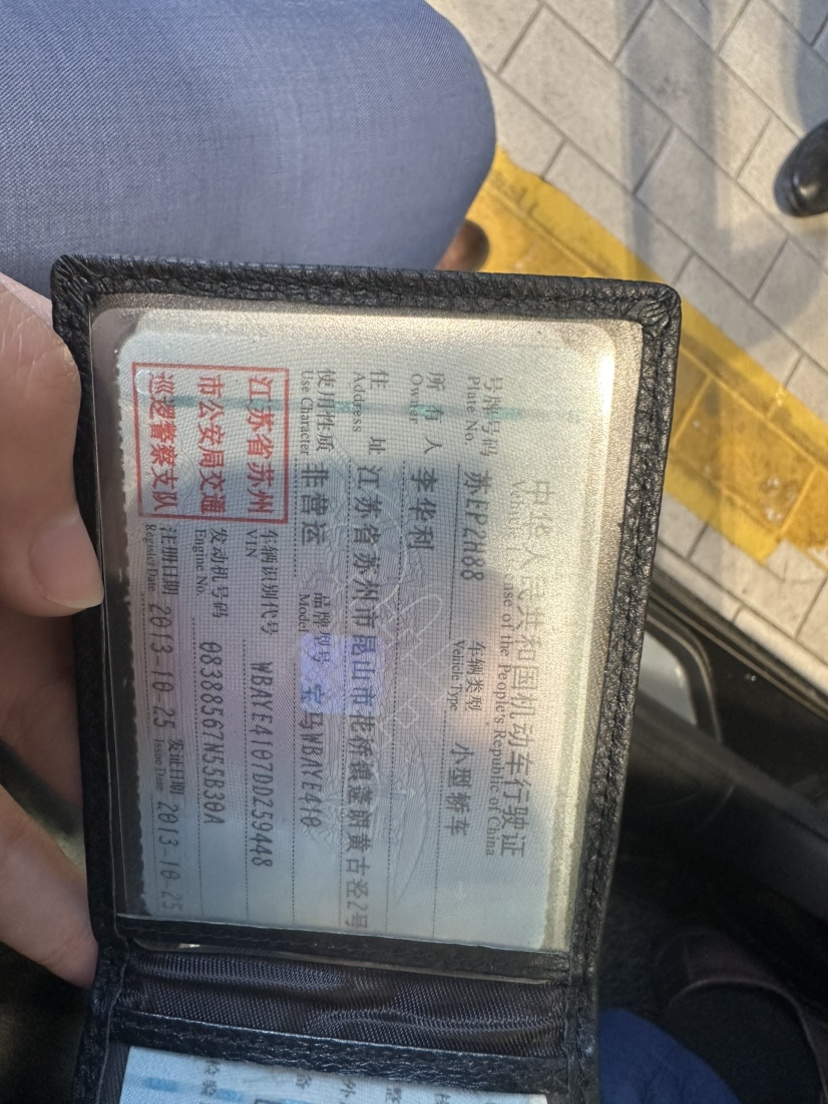 中华人民共和国机动车行驶证
Vehicle License of the People's Republic of China
号牌号码 苏EP2H88 车辆类型 小型轿车
Plate No. Vehicle Type
所有人 李华利
Owner
住址 江苏省苏州市昆山市花桥镇蓬朗黄古泾2号
Address
使用性质 非营运 品牌型号 宝马WBAYE410
Use Character Model
江苏省苏州
市公安局交通
巡逻警察支队
车辆识别代号 WBAYE4107DD259448
VIN
发动机号码 08388567N55B30A
Engine No.
注册日期 2013-10-25 发证日期 2013-10-25
Register Date Issue Date